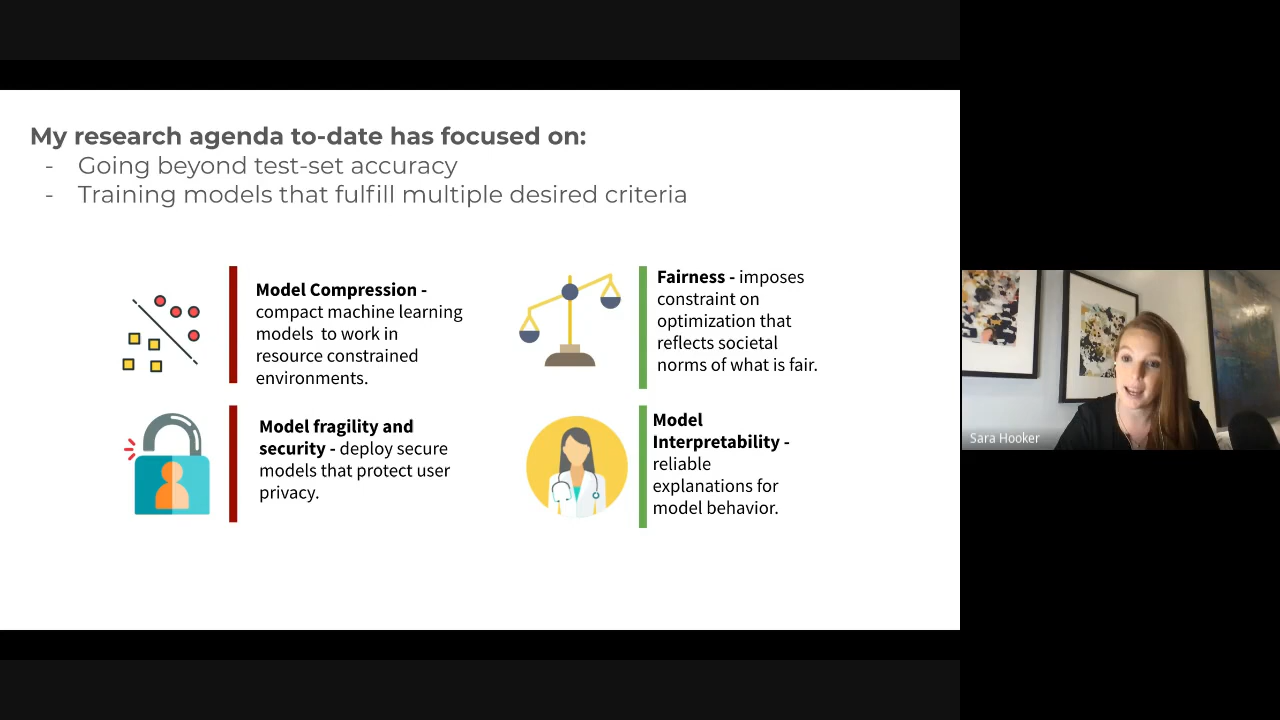 My research agenda to-date has focused on:
- Going beyond test-set accuracy
- Training models that fulfill multiple desired criteria
Model Compression -
compact machine learning
models to work in
resource constrained
environments.
Fairness - imposes
constraint on
optimization that
reflects societal
norms of what is fair.
Model fragility and
security - deploy secure
models that protect user
privacy.
Model
Interpretability -
reliable
explanations for
model behavior.
Sara Hooker